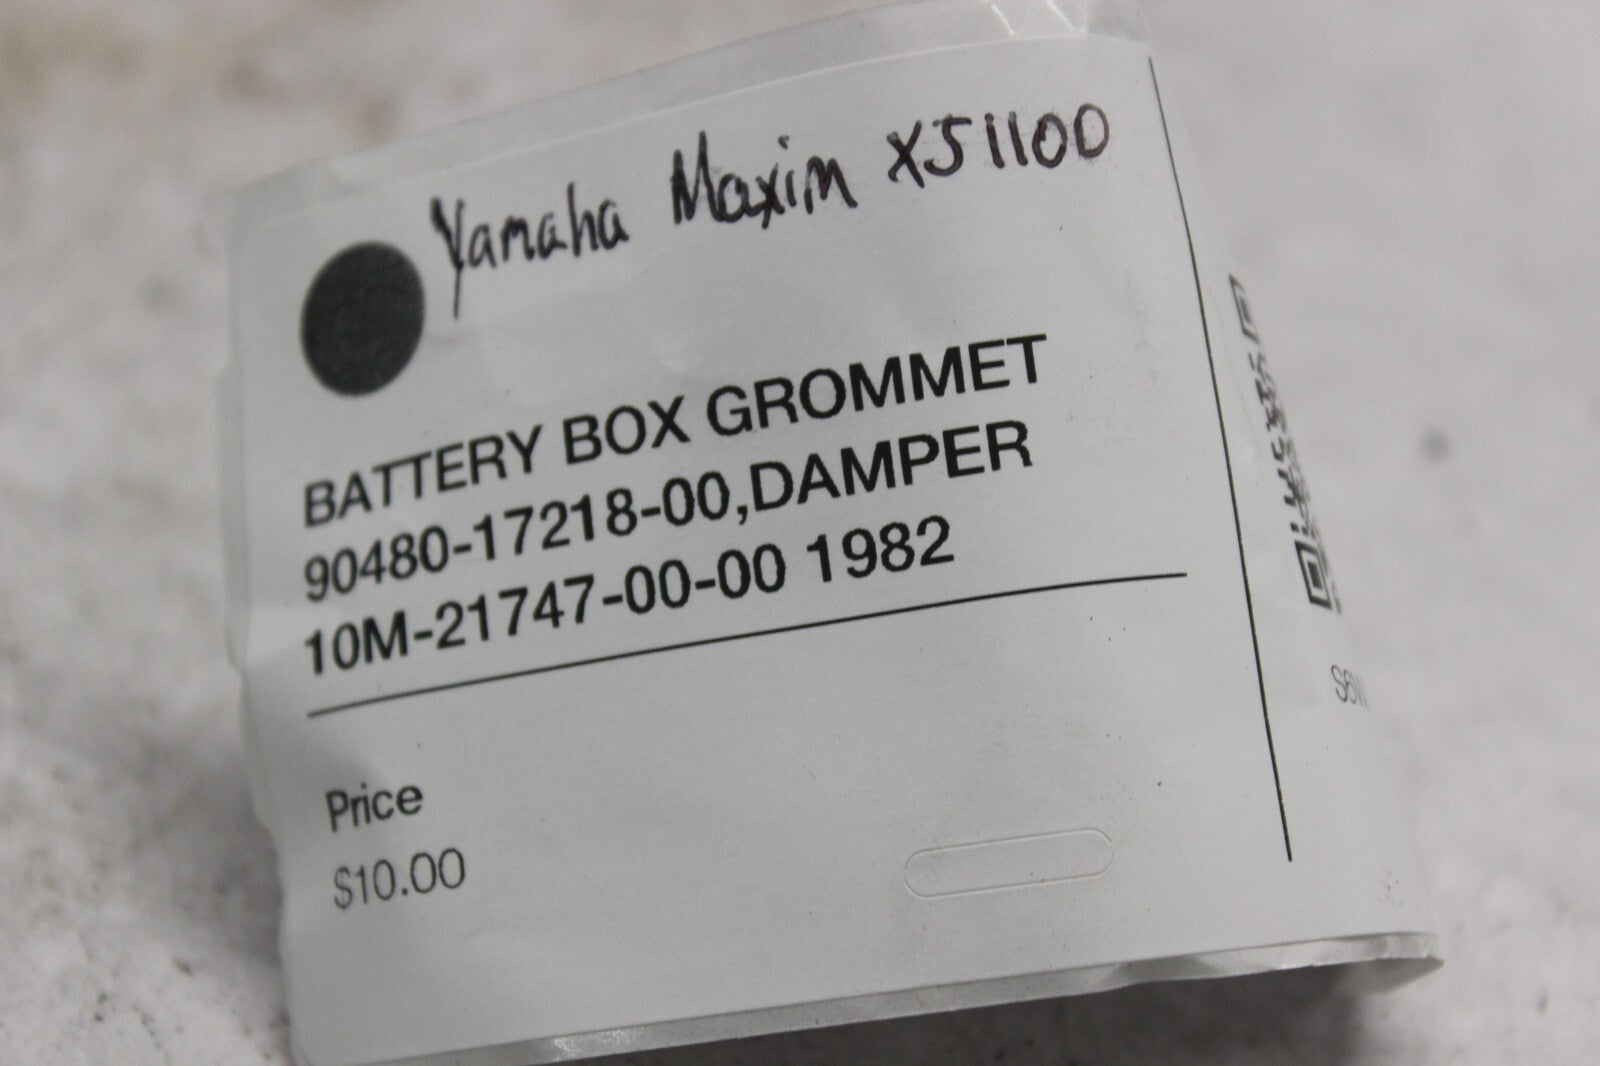 Yamaha Maxim XJ1100
BATTERY BOX GROMMET
90480-17218-00,DAMPER
10M-21747-00-00 1982
Price
$10.00